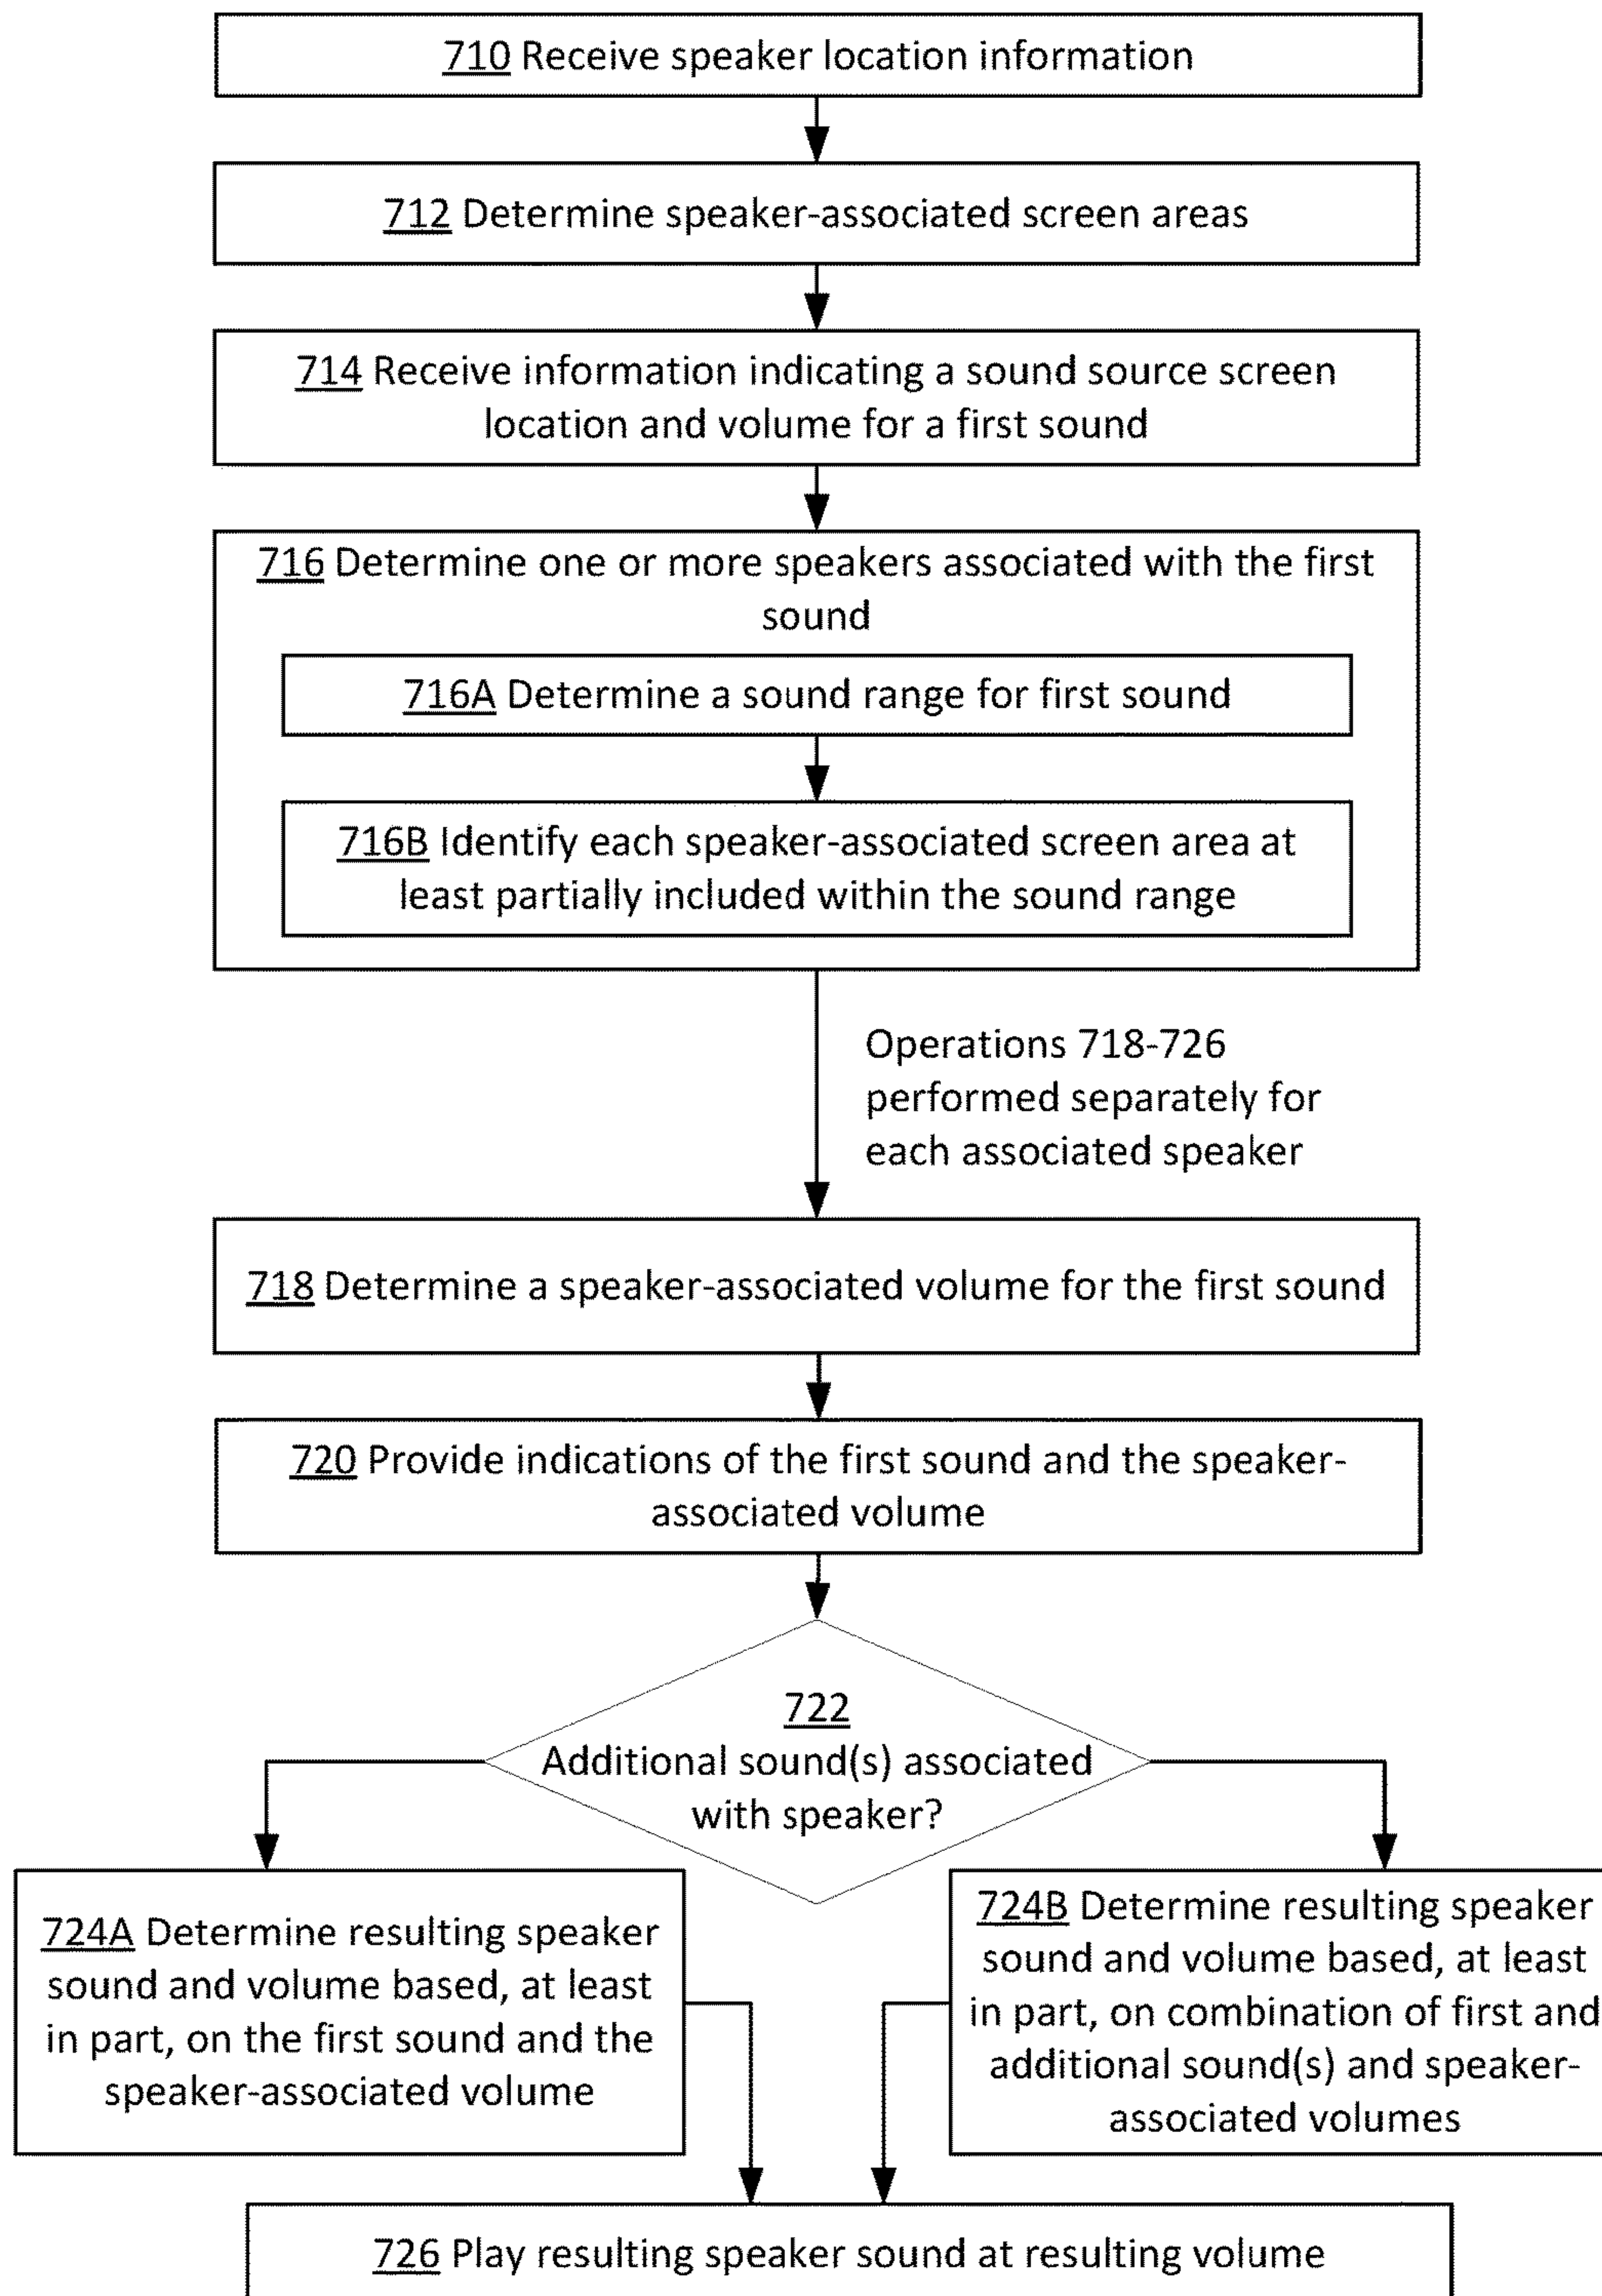 710 Receive speaker location information
712 Determine speaker-associated screen areas
714 Receive information indicating a sound source screen
location and volume for a first sound
716 Determine one or more speakers associated with the first
sound
716A Determine a sound range for first sound
716B Identify each speaker-associated screen area at
least partially included within the sound range
Operations 718-726
performed separately for
each associated speaker
718 Determine a speaker-associated volume for the first sound
720 Provide indications of the first sound and the speaker-
associated volume
722
Additional sound(s) associated
with speaker?
724A Determine resulting speaker
sound and volume based, at least
in part, on the first sound and the
speaker-associated volume
724B Determine resulting speaker
sound and volume based, at least
in part, on combination of first and
additional sound(s) and speaker-
associated volumes
726 Play resulting speaker sound at resulting volume